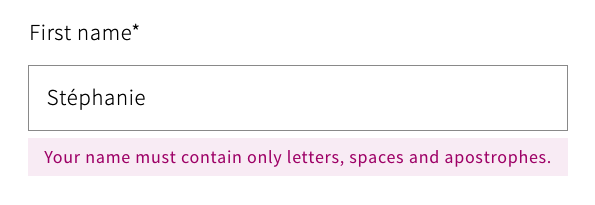 First name*
Stéphanie
Your name must contain only letters, spaces and apostrophes.